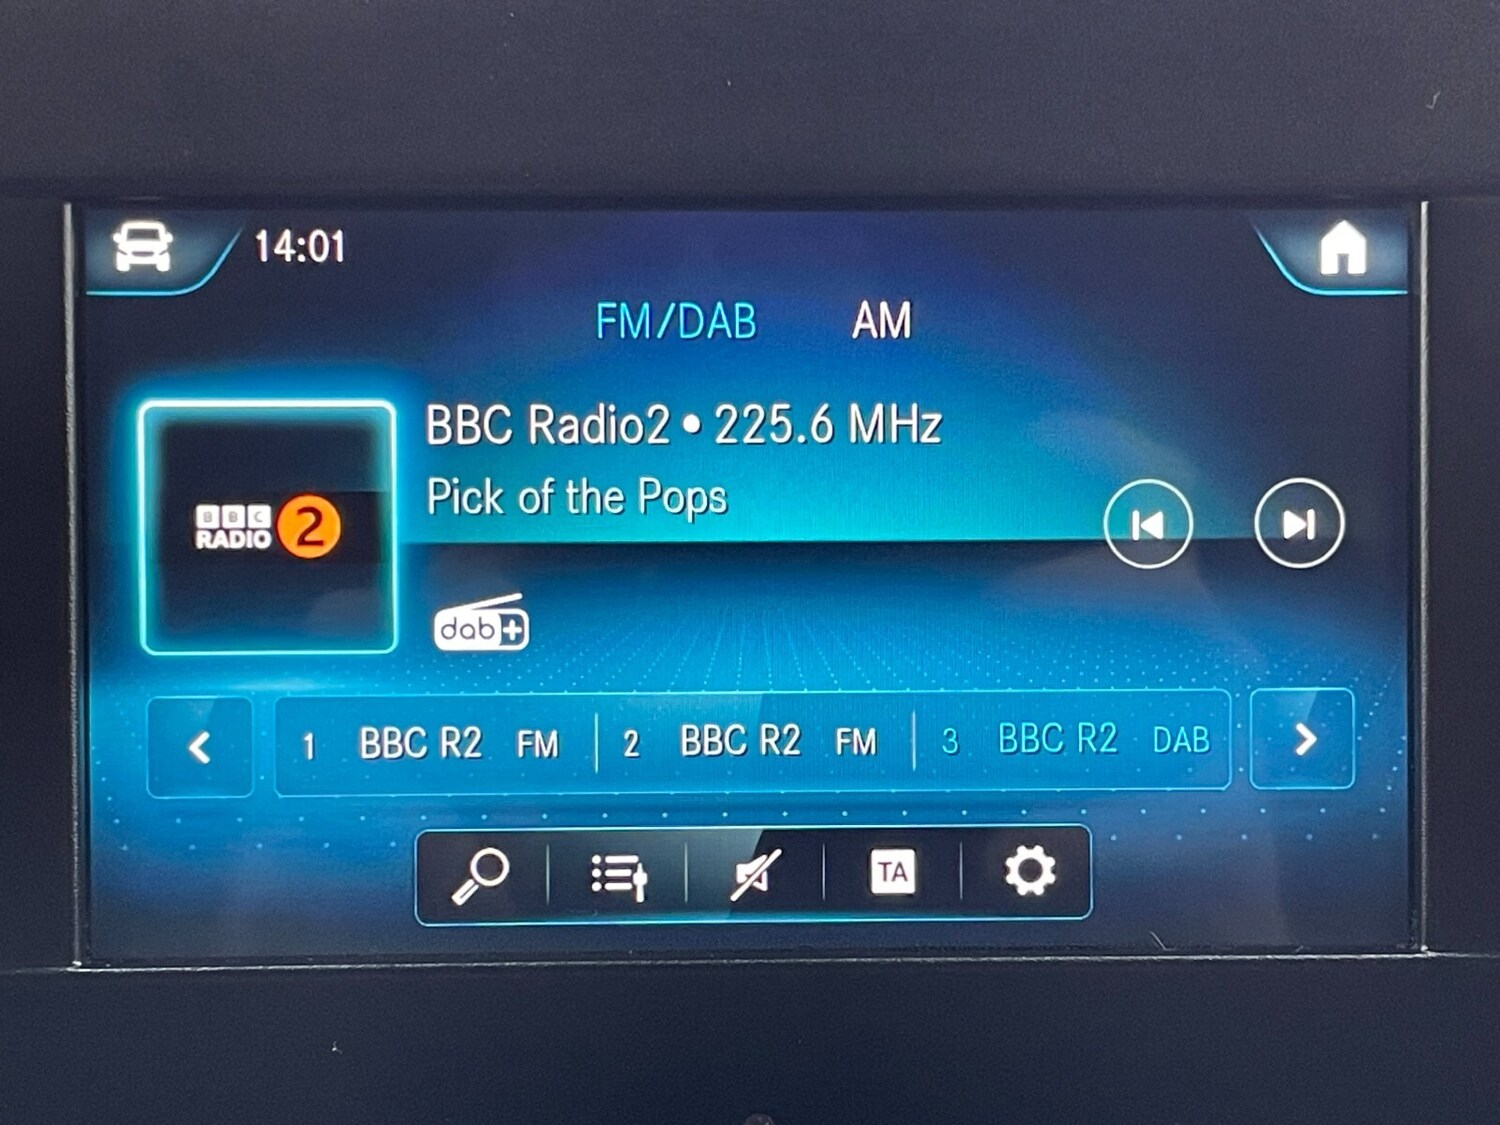 14:01
FM/DAB AM
BBC Radio2 • 225.6 MHz
Pick of the Pops
BBC
RADIO 2
dab+
1 BBC R2 FM 2 BBC R2 FM 3 BBC R2 DAB
TA